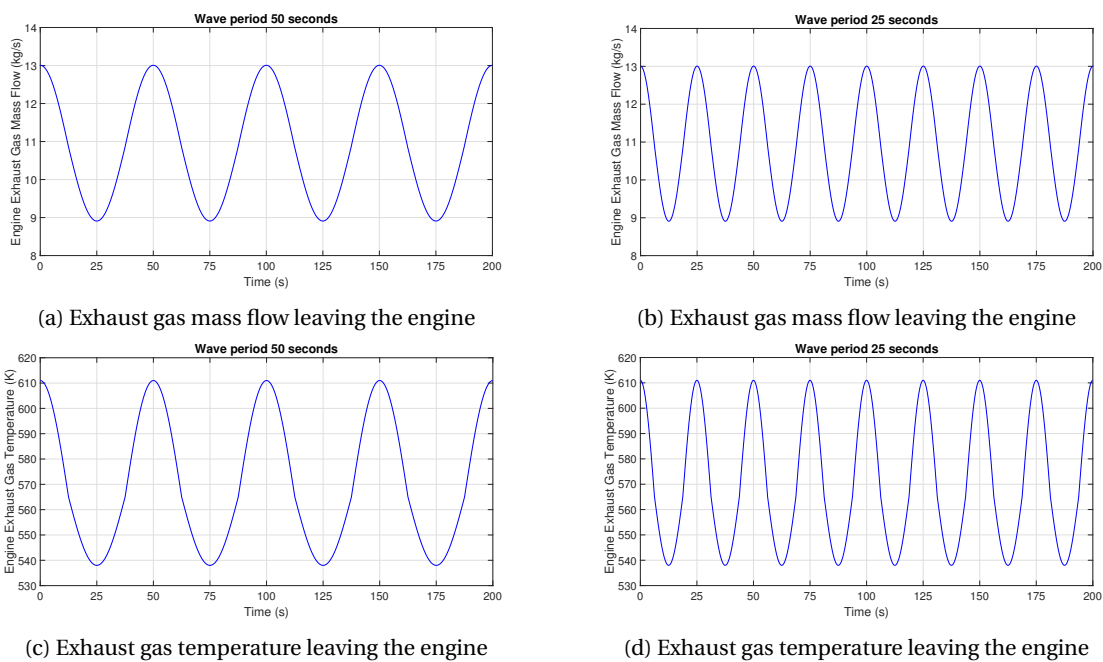 Wave period 50 seconds
Engine Exhaust Gas Mass Flow (kg/s)
14
13
12
11
10
9
8
0 25 50 75 100 125 150 175 200
Time (s)
(a) Exhaust gas mass flow leaving the engine
Wave period 25 seconds
Engine Exhaust Gas Mass Flow (kg/s)
14
13
12
11
10
9
8
0 25 50 75 100 125 150 175 200
Time (s)
(b) Exhaust gas mass flow leaving the engine
Wave period 50 seconds
Engine Exhaust Gas Temperature (K)
620
610
600
590
580
570
560
550
540
530
0 25 50 75 100 125 150 175 200
Time (s)
(c) Exhaust gas temperature leaving the engine
Wave period 25 seconds
Engine Exhaust Gas Temperature (K)
620
610
600
590
580
570
560
550
540
530
0 25 50 75 100 125 150 175 200
Time (s)
(d) Exhaust gas temperature leaving the engine